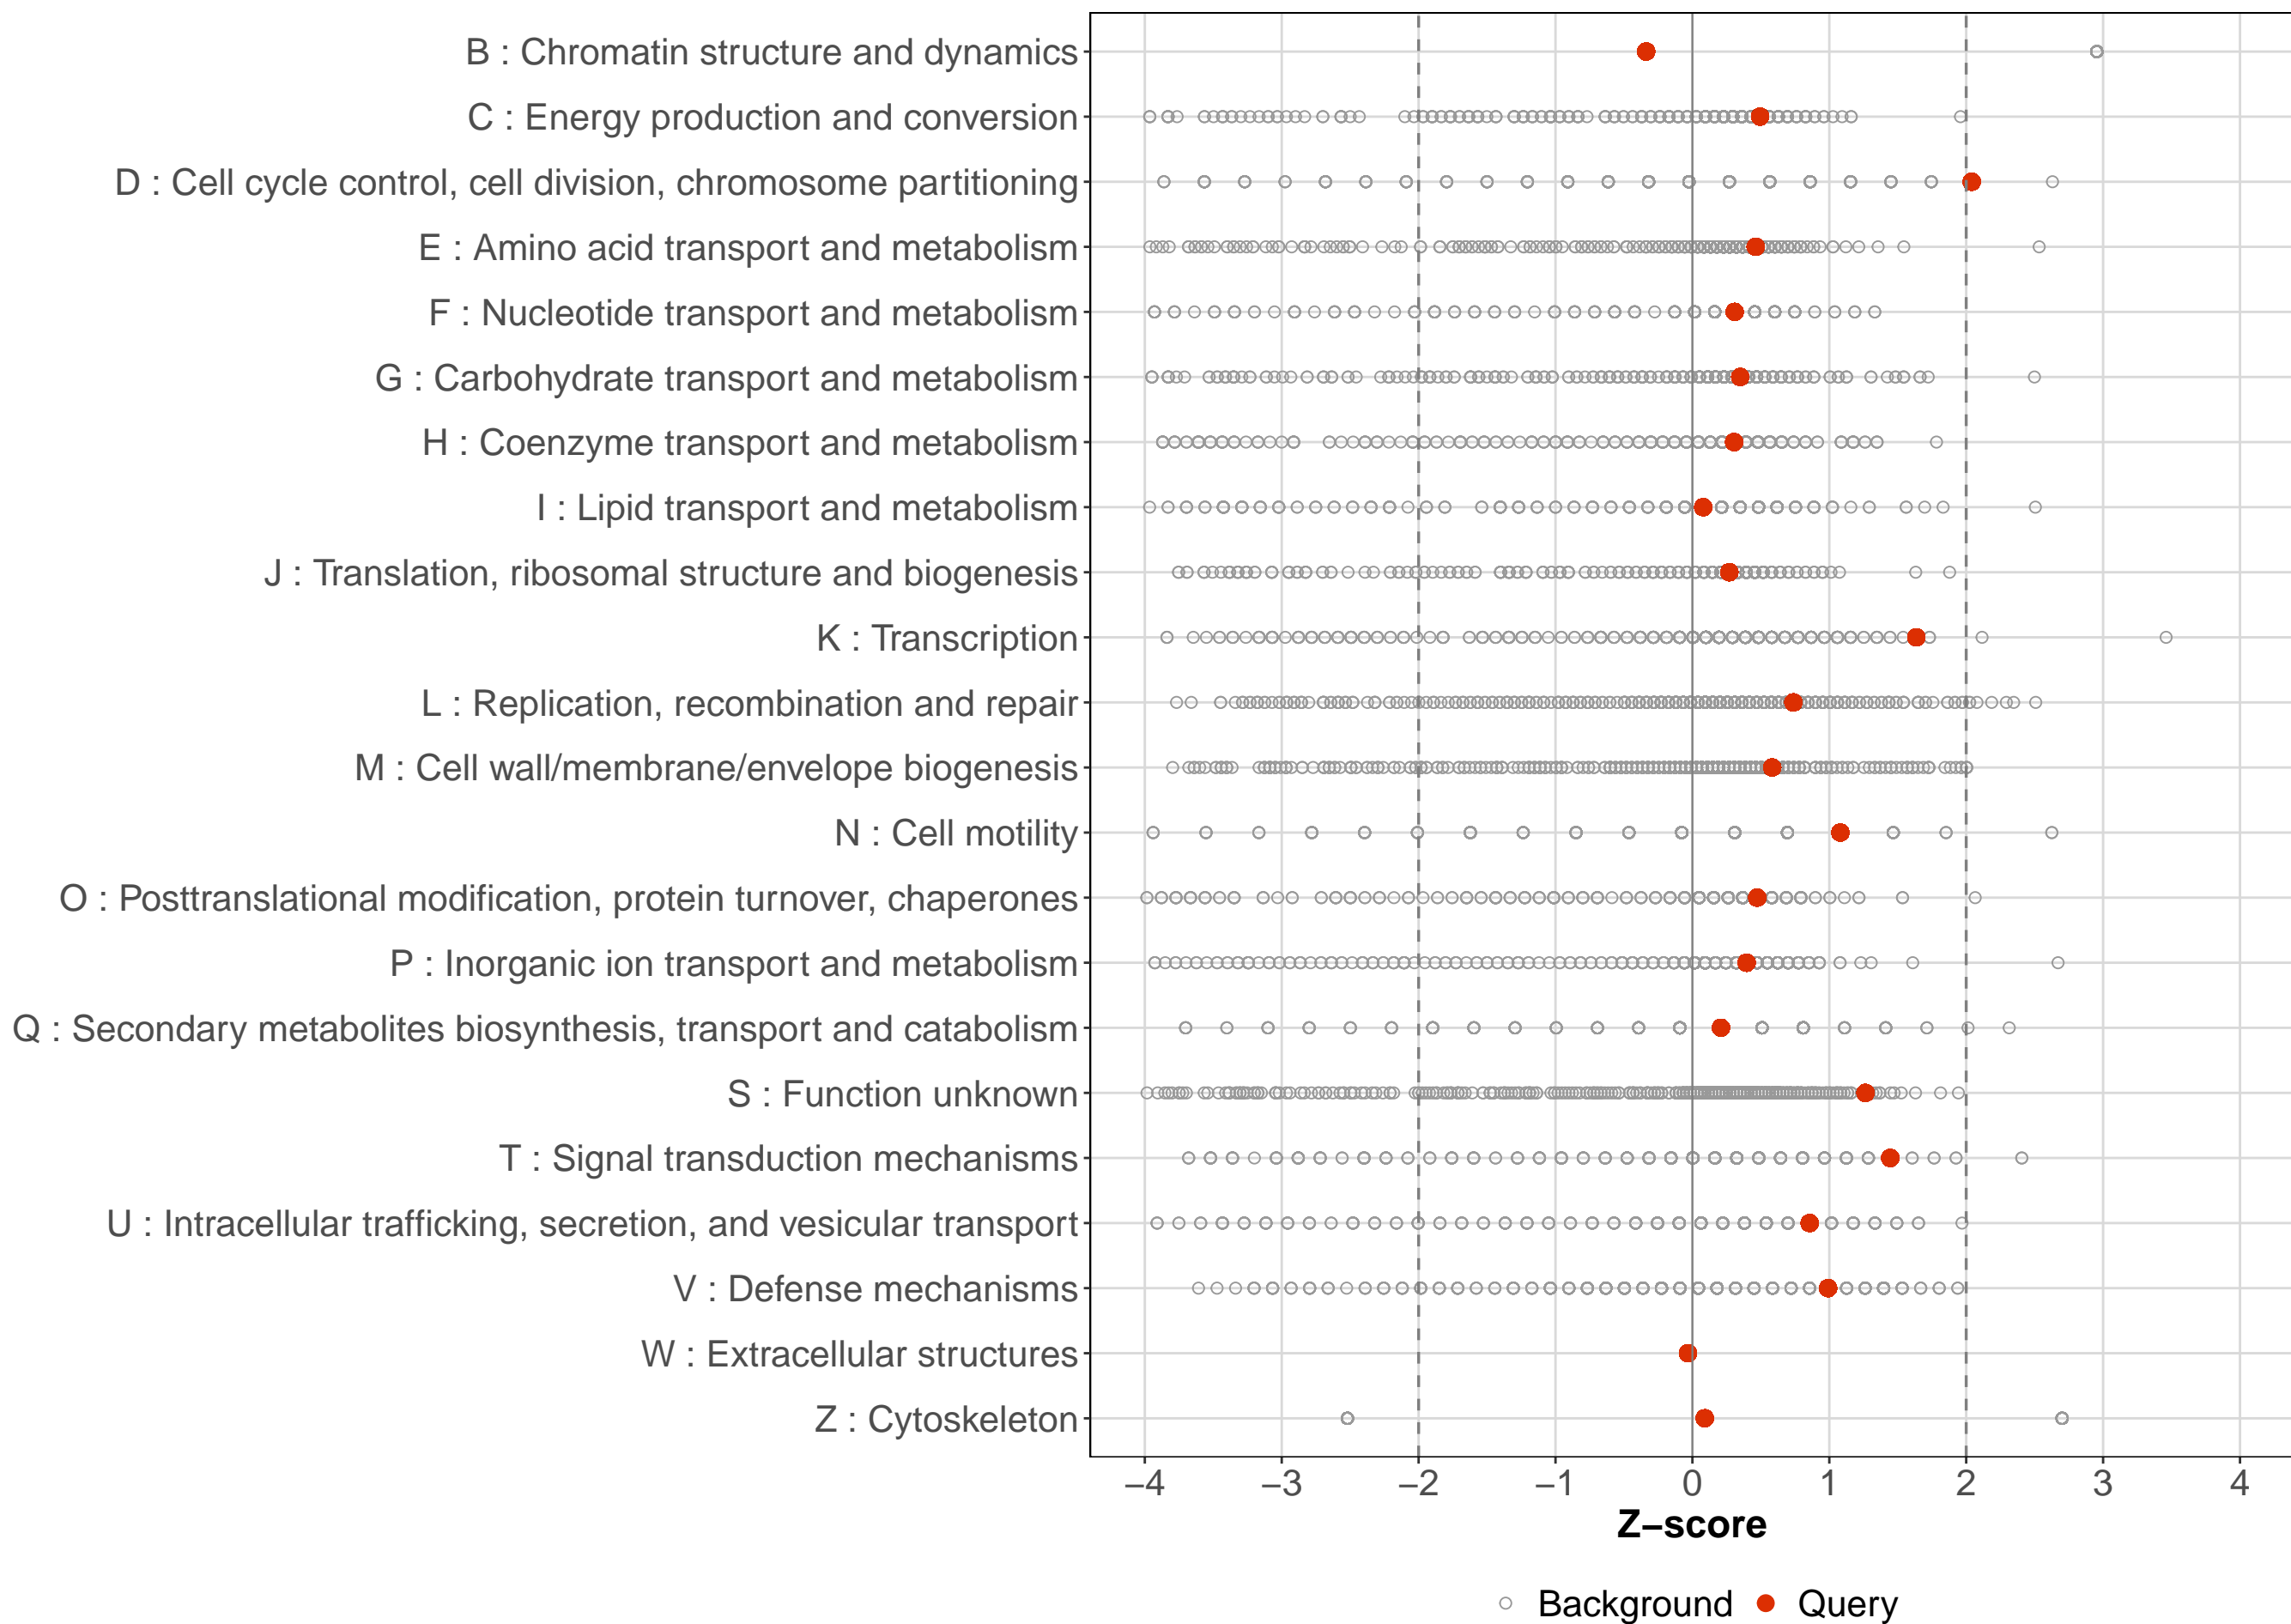 B : Chromatin structure and dynamics
C : Energy production and conversion
D : Cell cycle control, cell division, chromosome partitioning
E : Amino acid transport and metabolism
F : Nucleotide transport and metabolism
G : Carbohydrate transport and metabolism
H : Coenzyme transport and metabolism
I : Lipid transport and metabolism
J : Translation, ribosomal structure and biogenesis
K : Transcription
L : Replication, recombination and repair
M : Cell wall/membrane/envelope biogenesis
N : Cell motility
O : Posttranslational modification, protein turnover, chaperones
P : Inorganic ion transport and metabolism
Q : Secondary metabolites biosynthesis, transport and catabolism
S : Function unknown
T : Signal transduction mechanisms
U : Intracellular trafficking, secretion, and vesicular transport
V : Defense mechanisms
W : Extracellular structures
Z : Cytoskeleton
−4 −3 −2 −1 0 1 2 3 4
Z−score
Background Query